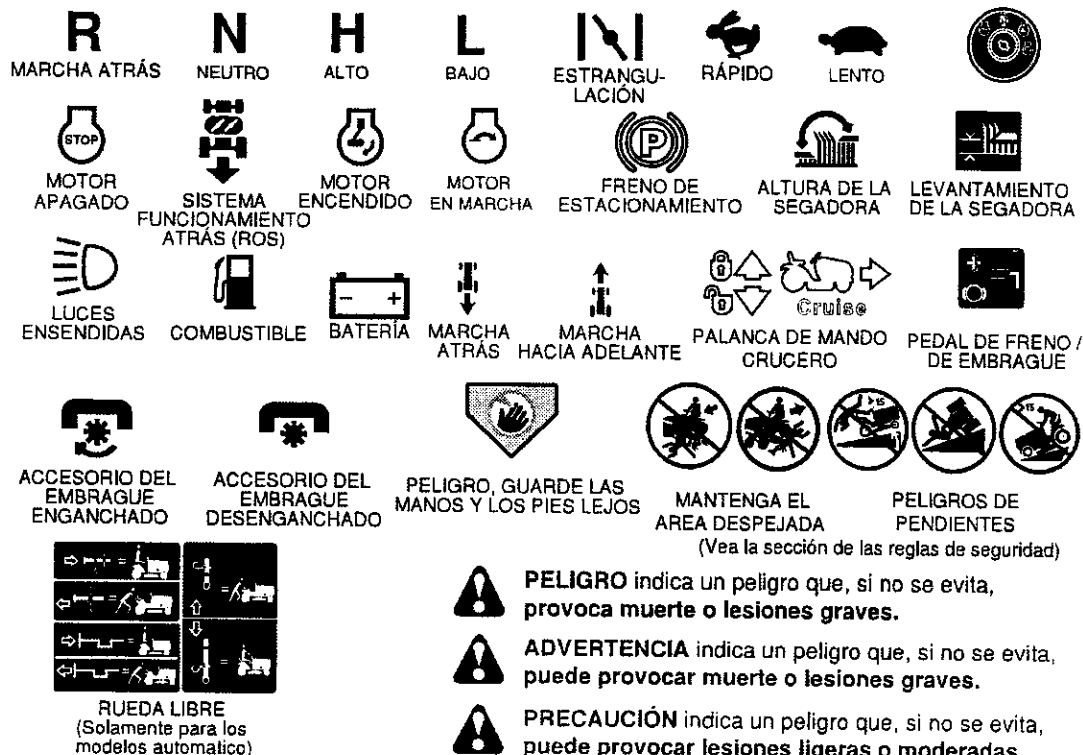 R N H L
MARCHA ATRÁS NEUTRO ALTO BAJO ESTRANGU-
LACIÓN RÁPIDO LENTO
STOP
MOTOR
APAGADO
SISTEMA
FUNCIONAMIENTO
ATRÁS (ROS)
MOTOR
ENCENDIDO
MOTOR
EN MARCHA
P
FRENO DE
ESTACIONAMIENTO
ALTURA DE LA
SEGADORA
LEVANTAMIENTO
DE LA SEGADORA
LUCES
ENSENDIDAS
COMBUSTIBLE
- +
BATERÍA
MARCHA
ATRÁS
MARCHA
HACIA ADELANTE
Cruise
PALANCA DE MANDO
CRUCERO
PEDAL DE FRENO /
DE EMBRAGUE
ACCESORIO DEL
EMBRAGUE
ENGANCHADO
ACCESORIO DEL
EMBRAGUE
DESENGANCHADO
PELIGRO, GUARDE LAS
MANOS Y LOS PIES LEJOS
MANTENGA EL
AREA DESPEJADA
>15
>15
PELIGROS DE
PENDIENTES
(Vea la sección de las reglas de seguridad)
RUEDA LIBRE
(Solamente para los
modelos automatico)
PELIGRO indica un peligro que, si no se evita,
provoca muerte o lesiones graves.
ADVERTENCIA indica un peligro que, si no se evita,
puede provocar muerte o lesiones graves.
PRECAUCIÓN indica un peligro que, si no se evita,
puede provocar lesiones ligeras o moderadas